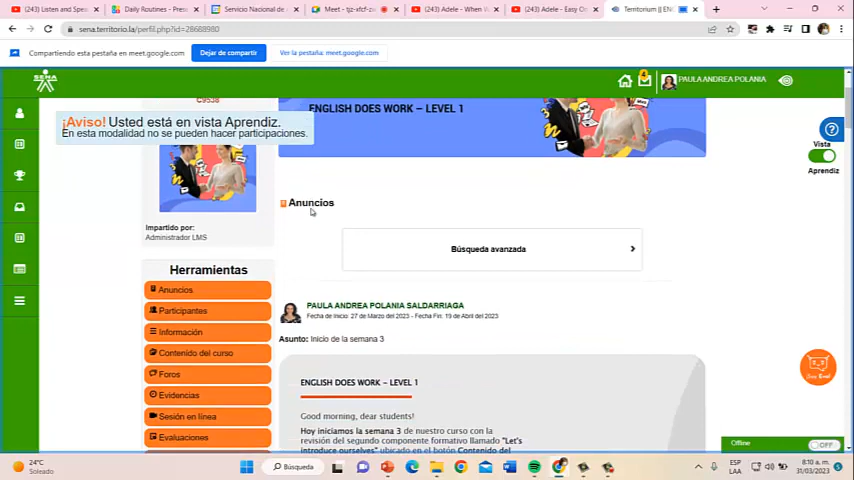 (243) Listen and Spea
Daily Routines - Pres
Servicio Nacional de
Meet - tjz-xfcf-za
(243) Adele - When W
(243) Adele - Easy On
Territorium || EN
sena.territorio.la/perfil.php?id=28688980
Compartiendo esta pestaña en meet.google.com
Dejar de compartir
Ver la pestaña: meet.google.com
SENA
4
PAULA ANDREA POLANIA
C9538
¡Aviso! Usted está en vista Aprendiz.
En esta modalidad no se pueden hacer participaciones.
ENGLISH DOES WORK – LEVEL 1
?
Vista
Aprendiz
Impartido por:
Administrador LMS
Anuncios
Búsqueda avanzada
Herramientas
Anuncios
Participantes
Información
Contenido del curso
Foros
Evidencias
Sesión en línea
Evaluaciones
PAULA ANDREA POLANIA SALDARRIAGA
Fecha de Inicio: 27 de Marzo del 2023 - Fecha Fin: 19 de Abril del 2023
Asunto: Inicio de la semana 3
ENGLISH DOES WORK – LEVEL 1
Good morning, dear students!
Hoy iniciamos la semana 3 de nuestro curso con la
revisión del segundo componente formativo llamado "Let's
introduce ourselves" ubicado en el botón Contenido del
Offline
OFF
24°C
Soleado
Búsqueda
ESP
LAA
8:10 a. m.
31/03/2023